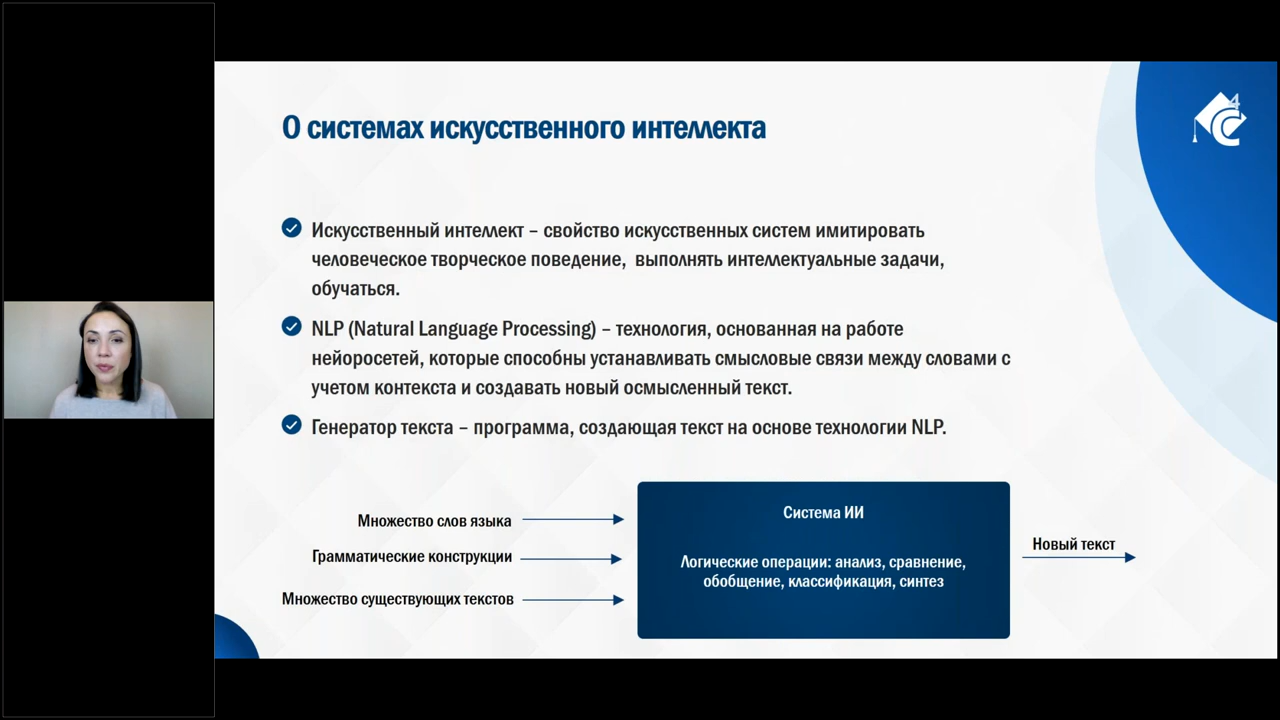 О системах искусственного интеллекта
Искусственный интеллект – свойство искусственных систем имитировать
человеческое творческое поведение, выполнять интеллектуальные задачи,
обучаться.
NLP (Natural Language Processing) – технология, основанная на работе
нейоросетей, которые способны устанавливать смысловые связи между словами с
учетом контекста и создавать новый осмысленный текст.
Генератор текста – программа, создающая текст на основе технологии NLP.
Множество слов языка
Грамматические конструкции
Множество существующих текстов
Система ИИ
Логические операции: анализ, сравнение,
обобщение, классификация, синтез
Новый текст
4C